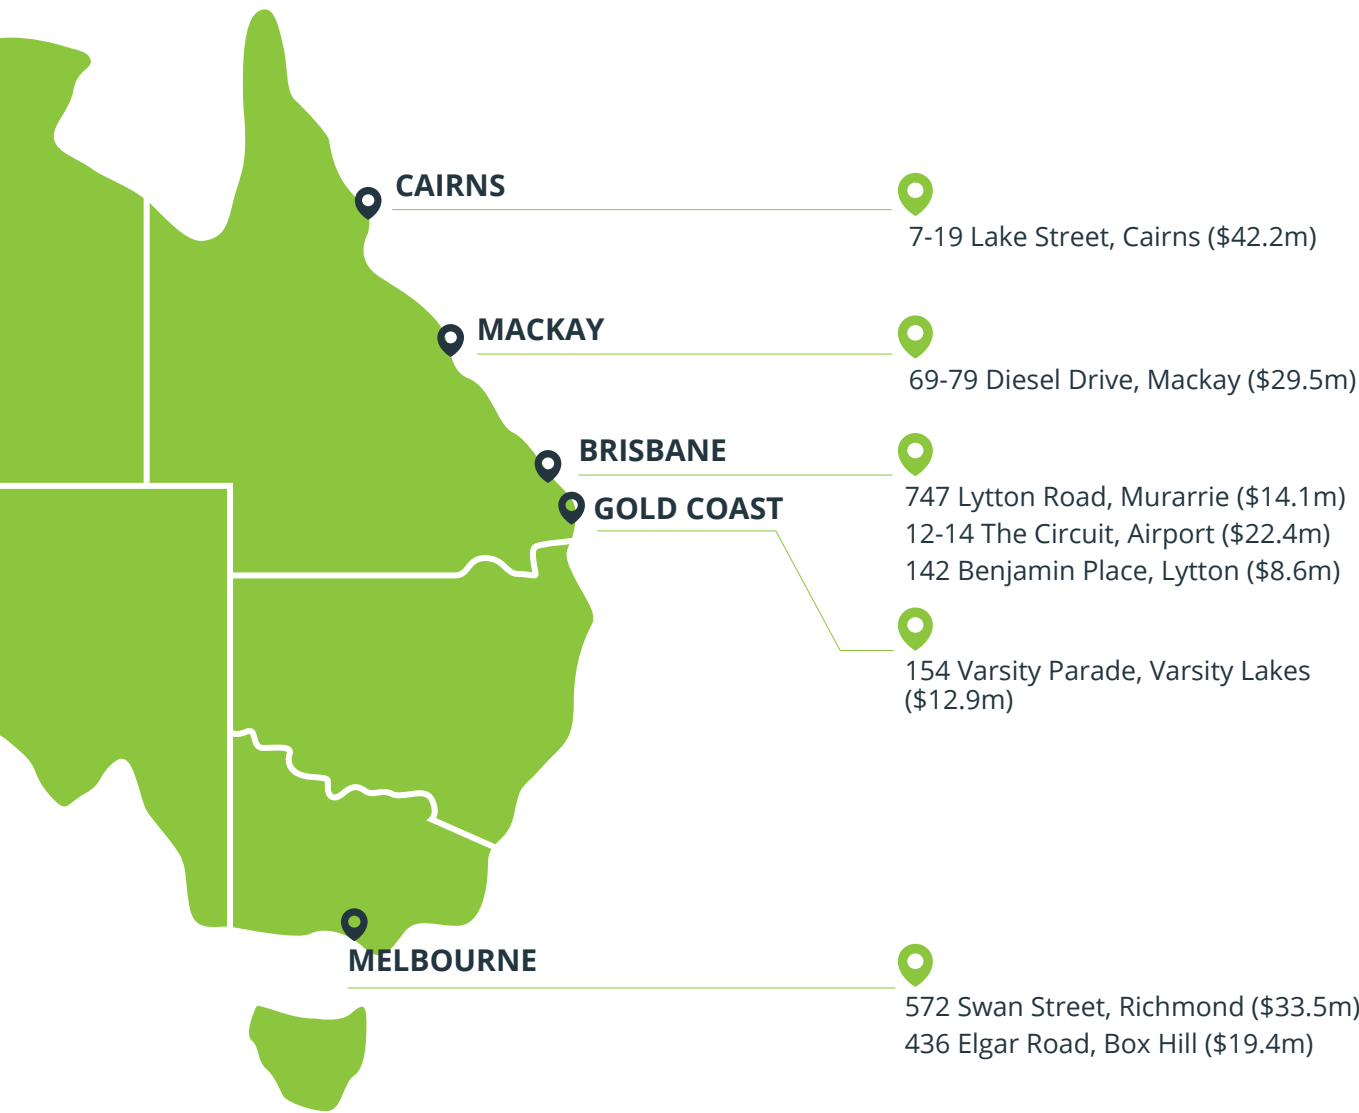 CAIRNS
7-19 Lake Street, Cairns ($42.2m)
MACKAY
69-79 Diesel Drive, Mackay ($29.5m)
BRISBANE
747 Lytton Road, Murarrie ($14.1m)
12-14 The Circuit, Airport ($22.4m)
142 Benjamin Place, Lytton ($8.6m)
GOLD COAST
154 Varsity Parade, Varsity Lakes
($12.9m)
MELBOURNE
572 Swan Street, Richmond ($33.5m)
436 Elgar Road, Box Hill ($19.4m)